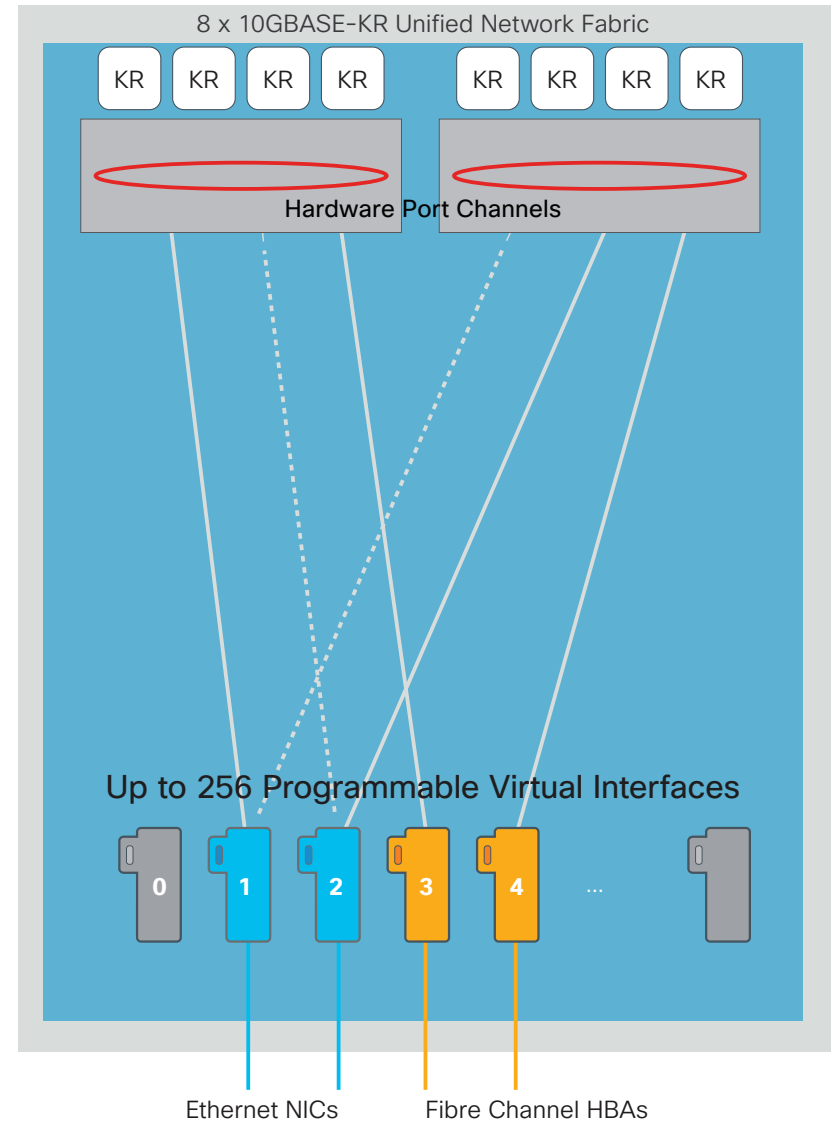 8 x 10GBASE-KR Unified Network Fabric
KR KR KR KR KR KR KR KR
Hardware Port Channels
Up to 256 Programmable Virtual Interfaces
0 1 2 3 4 ...
Ethernet NICs Fibre Channel HBAs